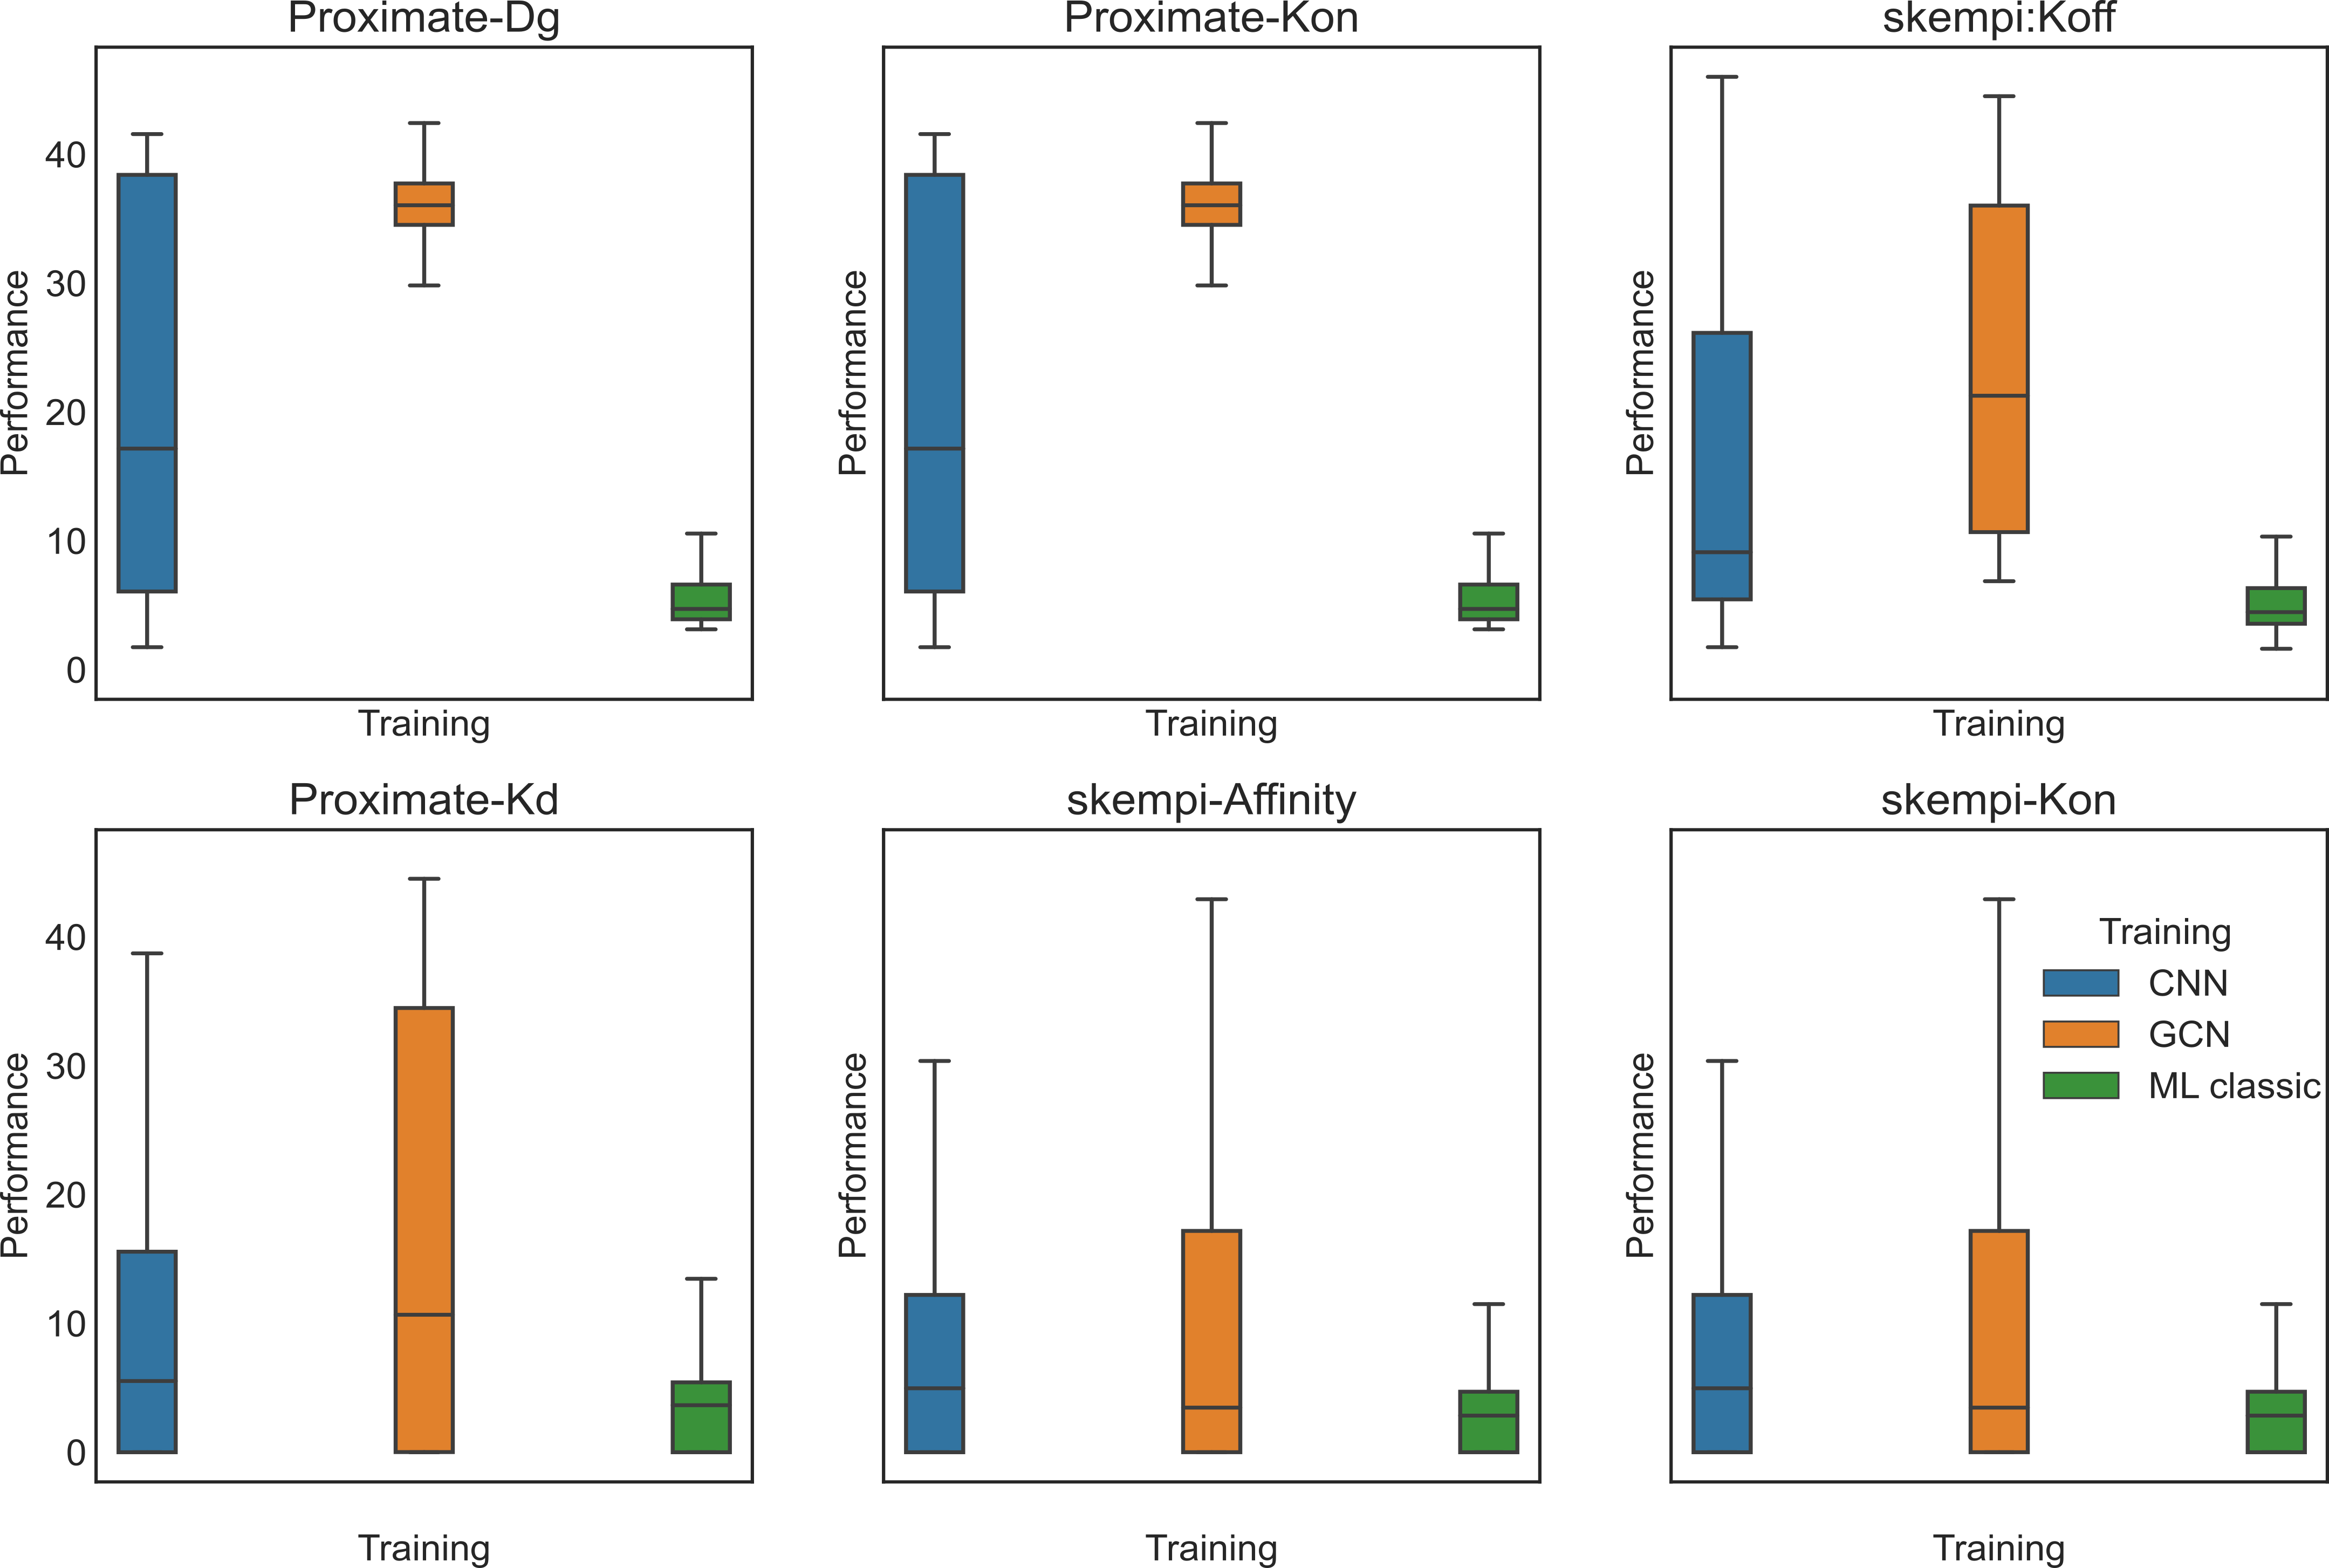 Proximate-Dg
Proximate-Kon
skempi:Koff
Performance
40
30
20
10
0
Training
Performance
Training
Performance
Training
Proximate-Kd
skempi-Affinity
skempi-Kon
Performance
40
30
20
10
0
Training
Performance
Training
Performance
Training
CNN
GCN
ML classic
Training